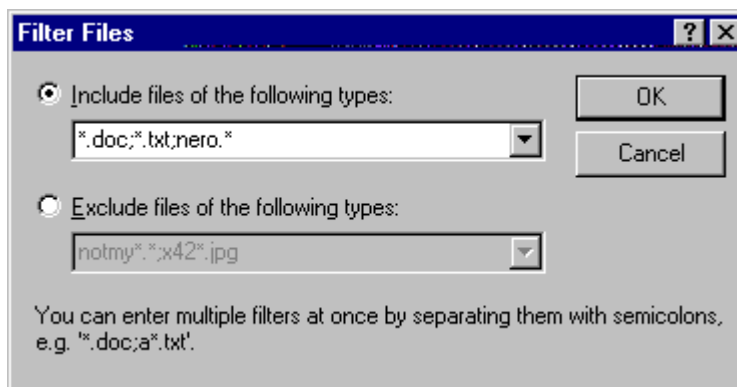 Filter Files
Include files of the following types:
OK
*.doc;*.txt;nero.*
Cancel
Exclude files of the following types:
notmy*.*;x42*.jpg
You can enter multiple filters at once by separating them with semicolons,
e.g. '*.doc;a*.txt'.